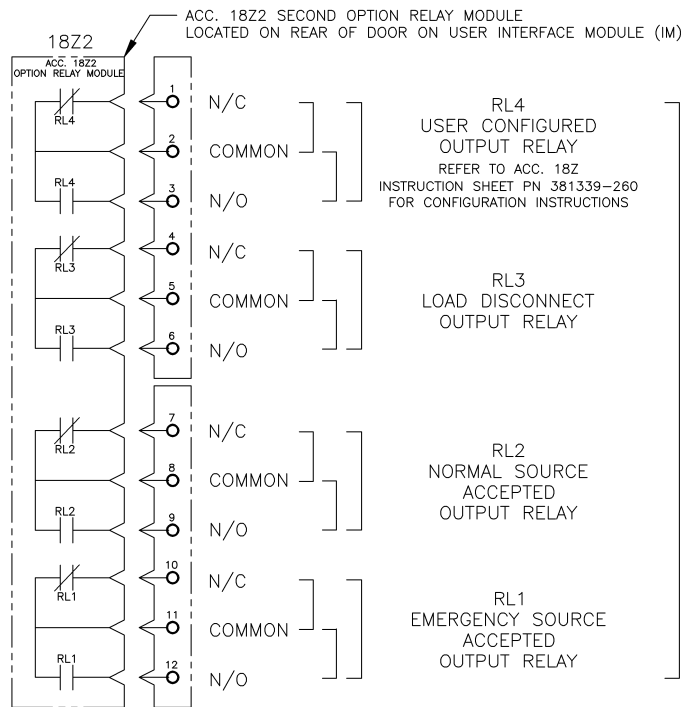 ACC. 18Z2 SECOND OPTION RELAY MODULE
LOCATED ON REAR OF DOOR ON USER INTERFACE MODULE (IM)
18Z2
ACC. 18Z2
OPTION RELAY MODULE
RL4
1
N/C
2
COMMON
RL4
3
N/O
RL4
USER CONFIGURED
OUTPUT RELAY
REFER TO ACC. 18Z
INSTRUCTION SHEET PN 381339-260
FOR CONFIGURATION INSTRUCTIONS
RL3
4
N/C
5
COMMON
RL3
6
N/O
RL3
LOAD DISCONNECT
OUTPUT RELAY
RL2
7
N/C
8
COMMON
RL2
9
N/O
RL2
NORMAL SOURCE
ACCEPTED
OUTPUT RELAY
RL1
10
N/C
11
COMMON
RL1
12
N/O
RL1
EMERGENCY SOURCE
ACCEPTED
OUTPUT RELAY